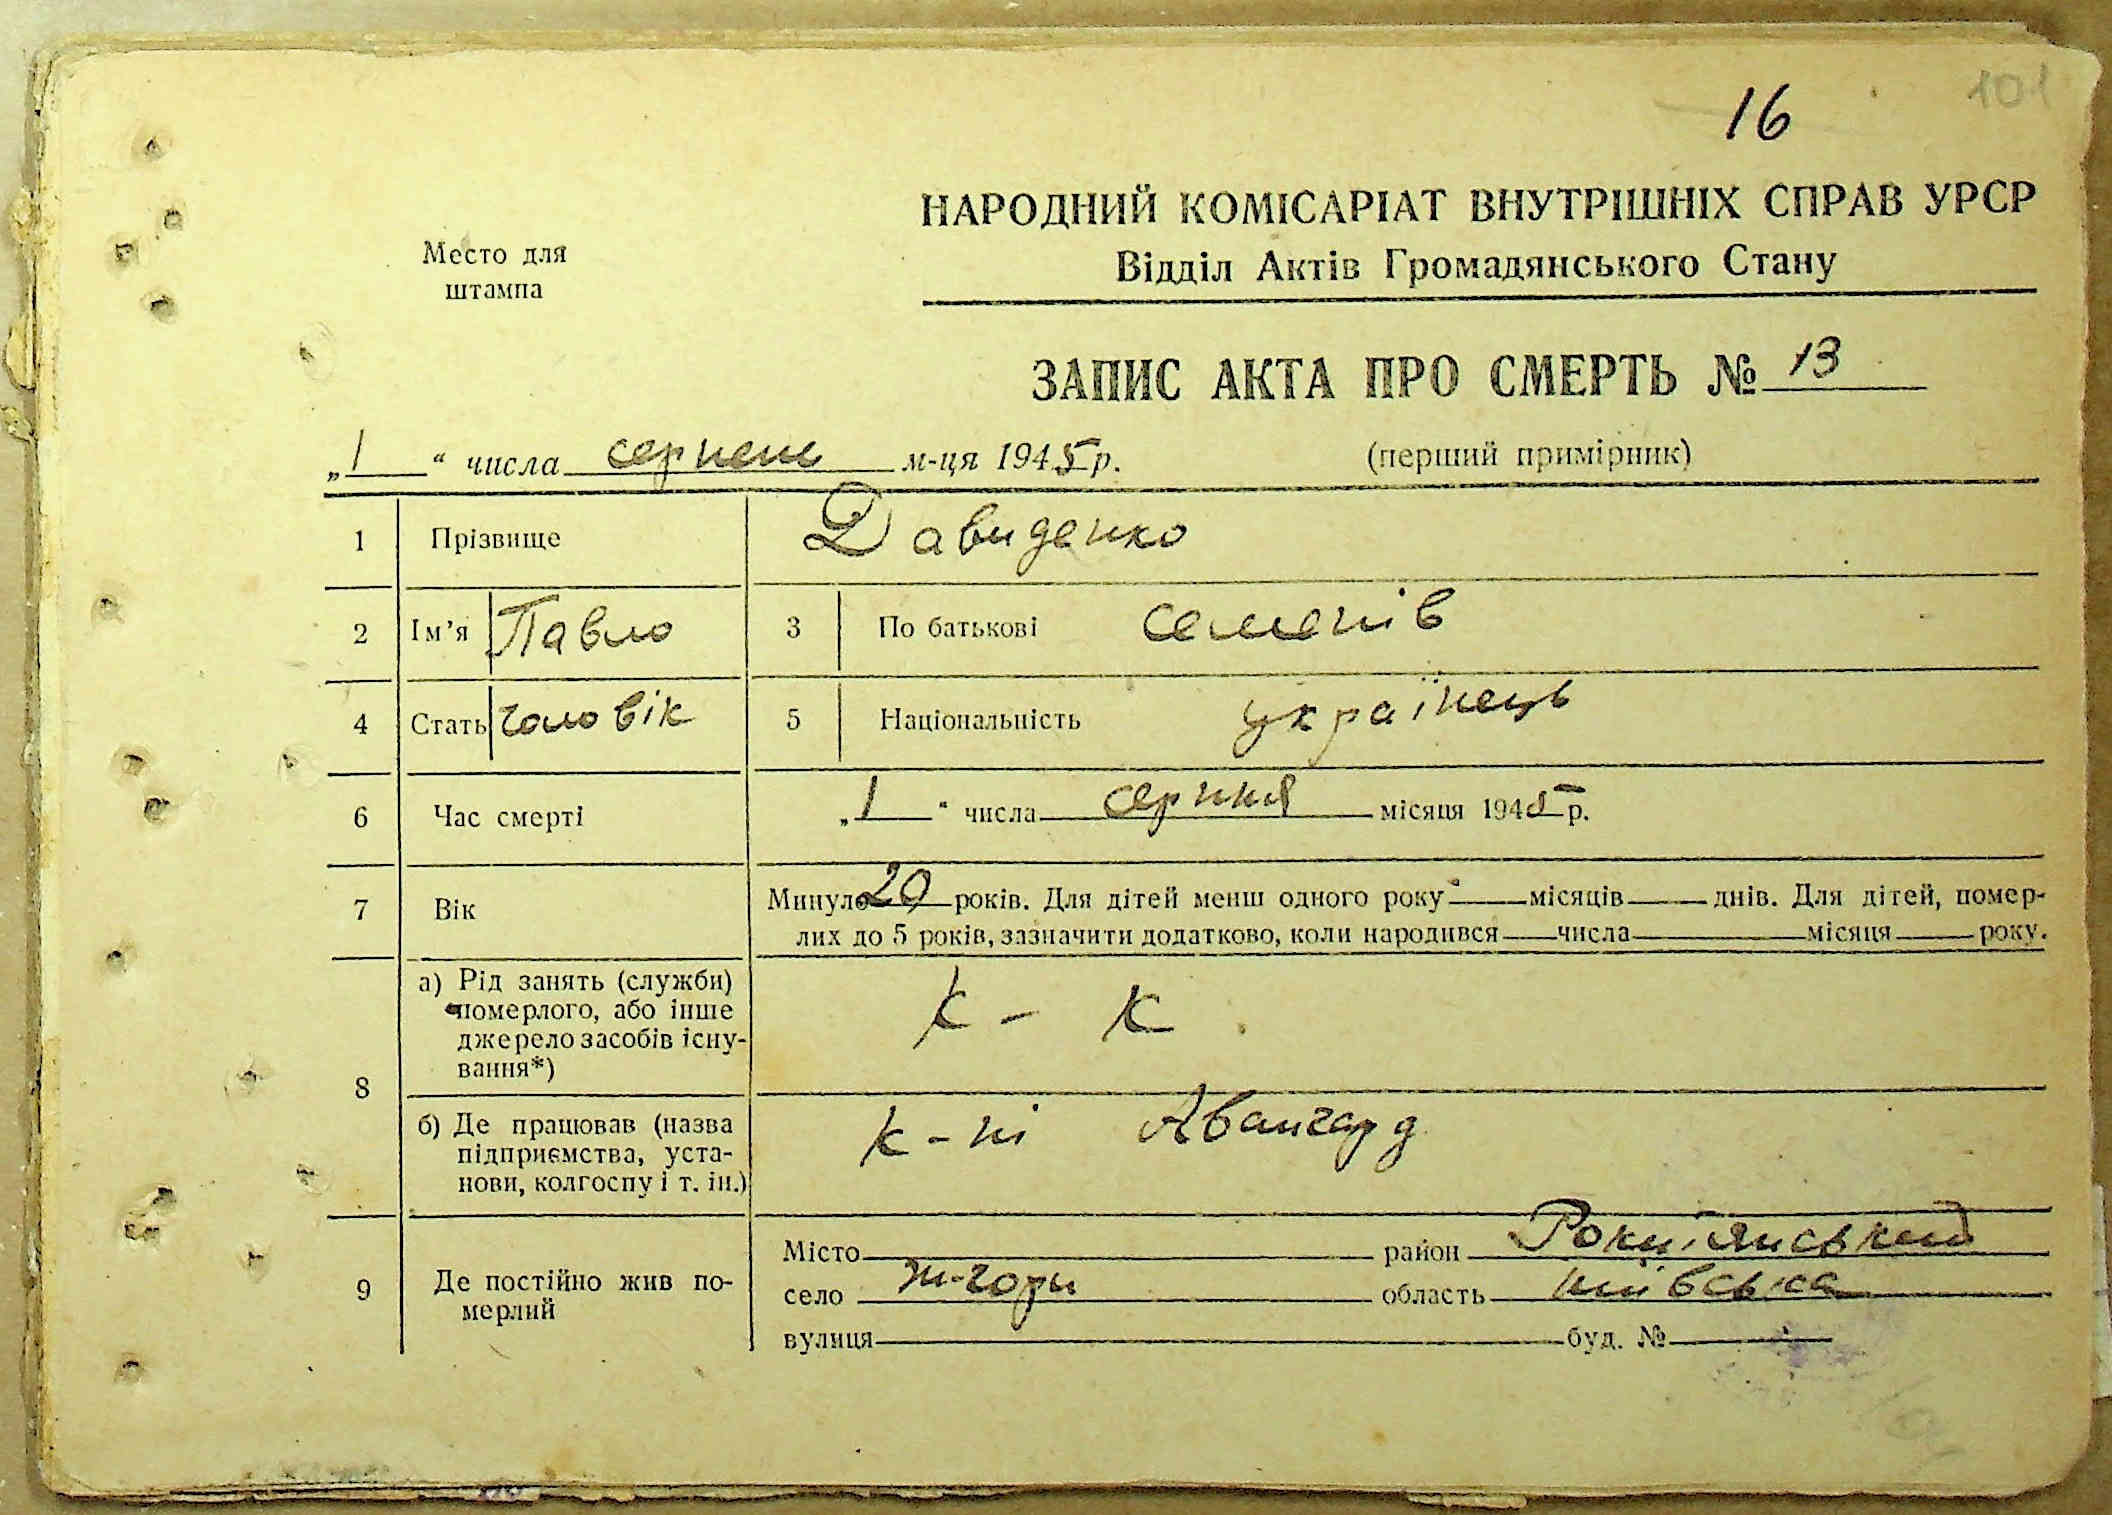 16 101
НАРОДНИЙ КОМІСАРІАТ ВНУТРІШНІХ СПРАВ УРСР
Место для
штампа
Відділ Актів Громадянського Стану
ЗАПИС АКТА ПРО СМЕРТЬ № 13
„1“ числа серпень м-ця 1945 р. (перший примірник)
1 Прізвище Давиденко
2 Ім’я Павло 3 По батькові семенів
4 Стать чоловік 5 Національність українець
6 Час смерті „1“ числа серпня місяця 1945 р.
7 Вік Минуло 20 років. Для дітей менш одного року — місяців — днів. Для дітей, помер-
лих до 5 років, зазначити додатково, коли народився — числа — місяця — року.
8 а) Рід занять (служби)
померлого, або інше
джерело засобів існу-
вання*)
к - к
б) Де працював (назва
підприємства, уста-
нови, колгоспу і т. ін.)
к-пі Авангард
9 Де постійно жив по-
мерлий
Місто район Рокитянський
село т-гори область київська
вулиця буд. №